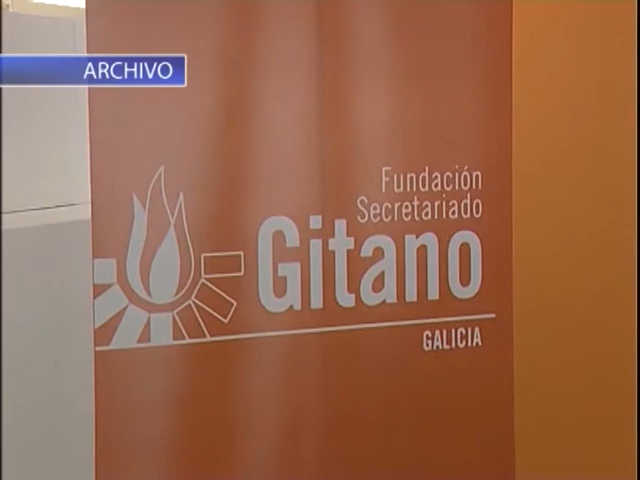 ARCHIVO
Fundación
Secretariado
Gitano
GALICIA